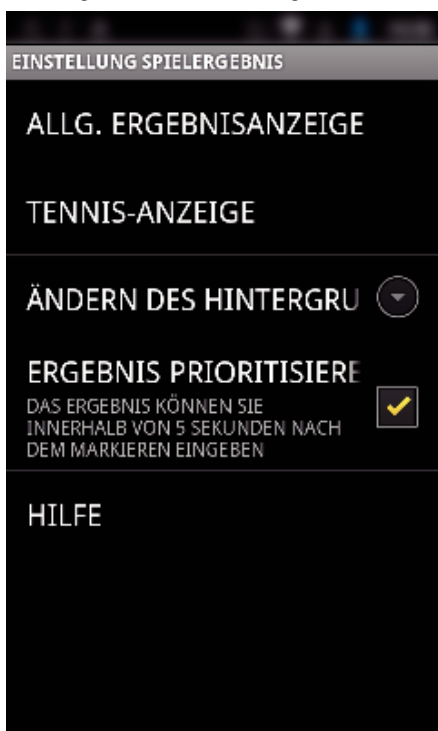 EINSTELLUNG SPIELERGEBNIS
ALLG. ERGEBNISANZEIGE
TENNIS-ANZEIGE
ÄNDERN DES HINTERGRU
ERGEBNIS PRIORITISIERE
DAS ERGEBNIS KÖNNEN SIE
INNERHALB VON 5 SEKUNDEN NACH
DEM MARKIEREN EINGEBEN
HILFE